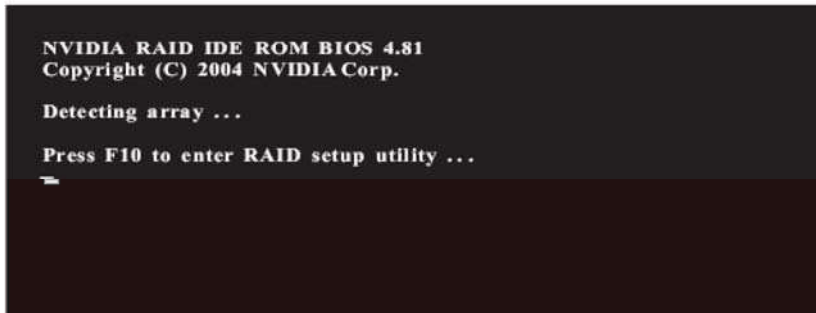 NVIDIA RAID IDE ROM BIOS 4.81
Copyright (C) 2004 NVIDIA Corp.
Detecting array ...
Press F10 to enter RAID setup utility ...